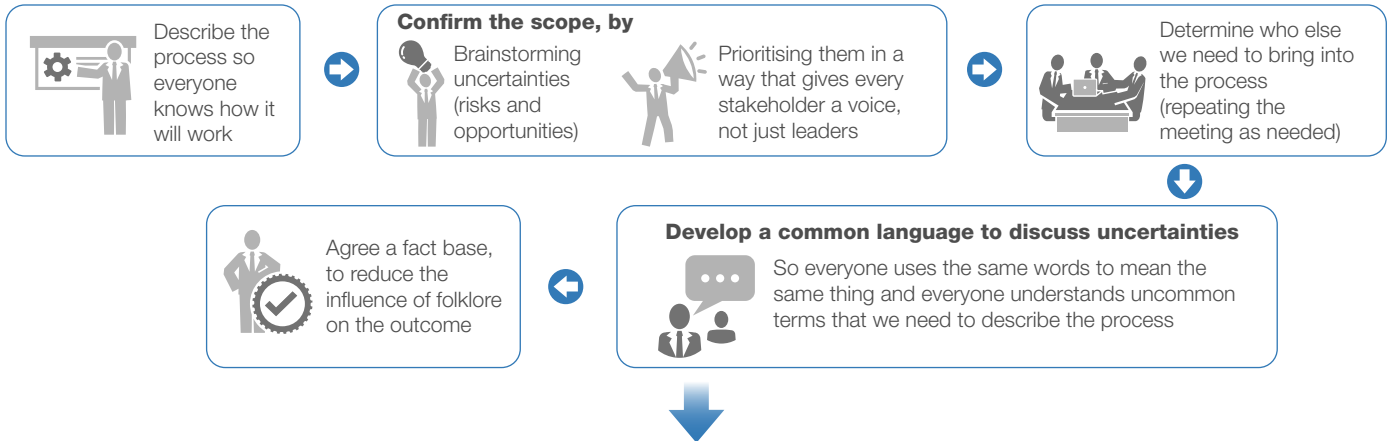 Describe the
process so
everyone
knows how it
will work
Confirm the scope, by
Brainstorming
uncertainties
(risks and
opportunities)
Prioritising them in a
way that gives every
stakeholder a voice,
not just leaders
Determine who else
we need to bring into
the process
(repeating the
meeting as needed)
Develop a common language to discuss uncertainties
So everyone uses the same words to mean the
same thing and everyone understands uncommon
terms that we need to describe the process
Agree a fact base,
to reduce the
influence of folklore
on the outcome